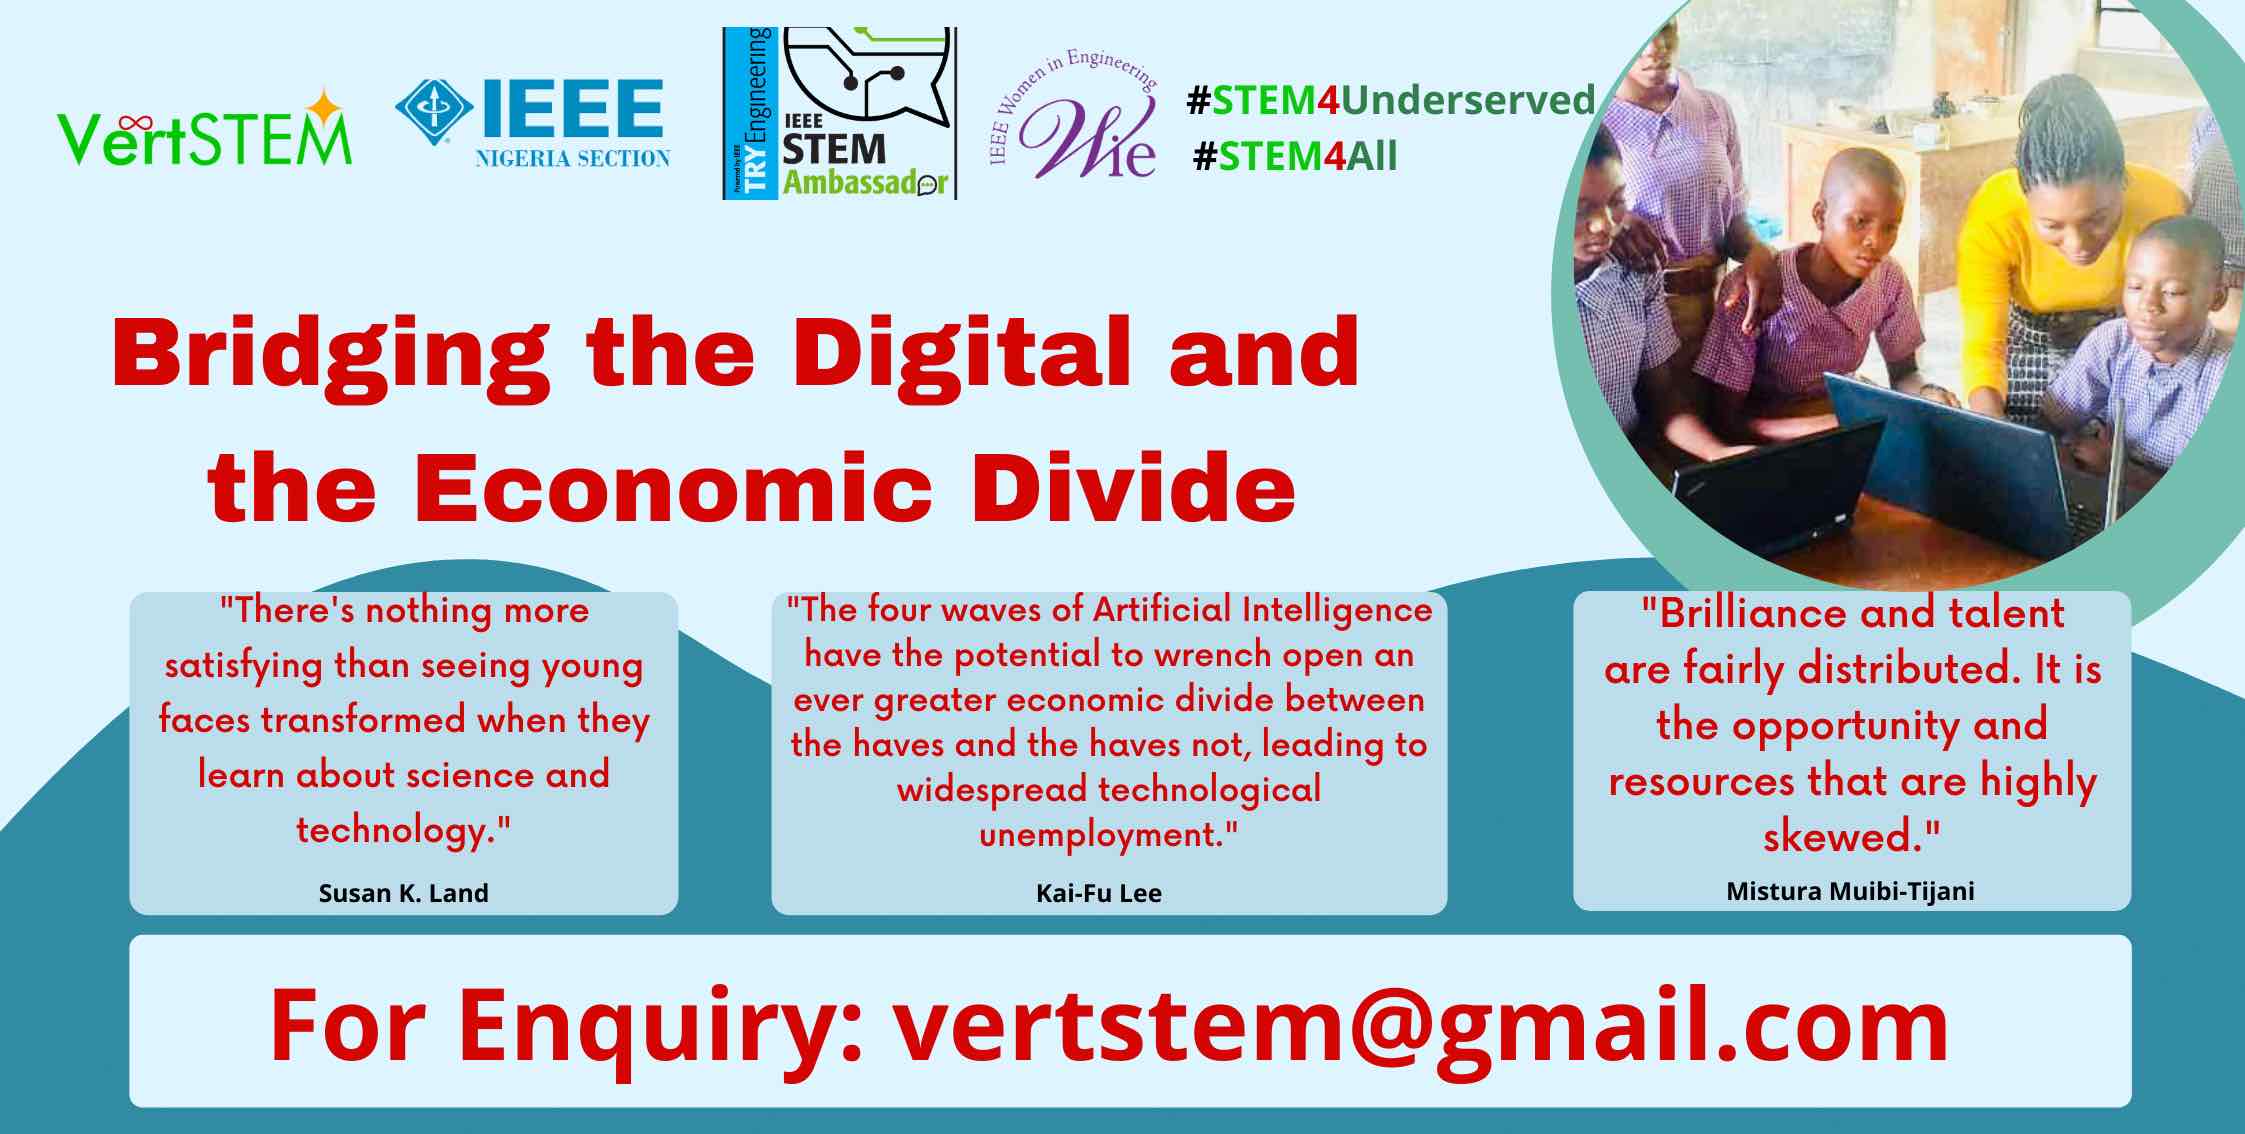 VertSTEM
IEEE
NIGERIA SECTION
Powered by IEEE
TRY Engineering
IEEE
STEM
Ambassador
IEEE Women in Engineering
Wie
#STEM4Underserved
#STEM4All
Bridging the Digital and
the Economic Divide
"There's nothing more
satisfying than seeing young
faces transformed when they
learn about science and
technology."
Susan K. Land
"The four waves of Artificial Intelligence
have the potential to wrench open an
ever greater economic divide between
the haves and the haves not, leading to
widespread technological
unemployment."
Kai-Fu Lee
"Brilliance and talent
are fairly distributed. It is
the opportunity and
resources that are highly
skewed."
Mistura Muibi-Tijani
For Enquiry: vertstem@gmail.com